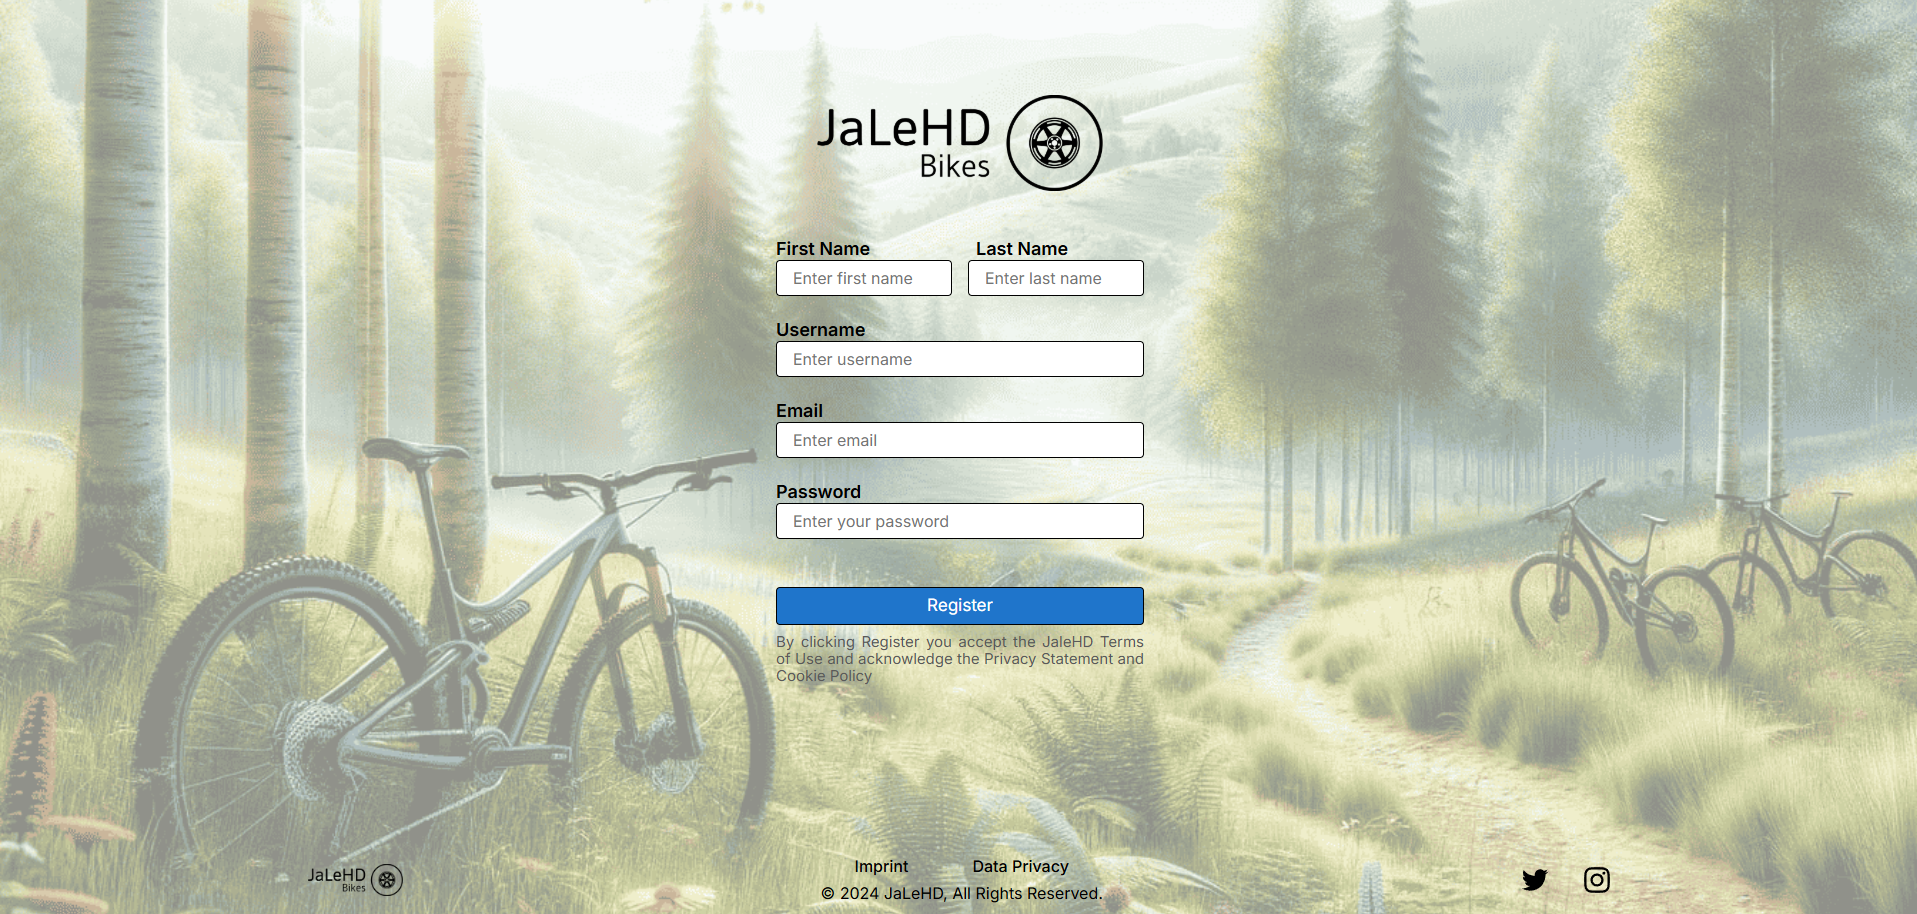 JaLeHD
Bikes
First Name Last Name
Enter first name Enter last name
Username
Enter username
Email
Enter email
Password
Enter your password
Register
By clicking Register you accept the JaleHD Terms
of Use and acknowledge the Privacy Statement and
Cookie Policy
JaLeHD
Bikes
Imprint Data Privacy
© 2024 JaLeHD, All Rights Reserved.